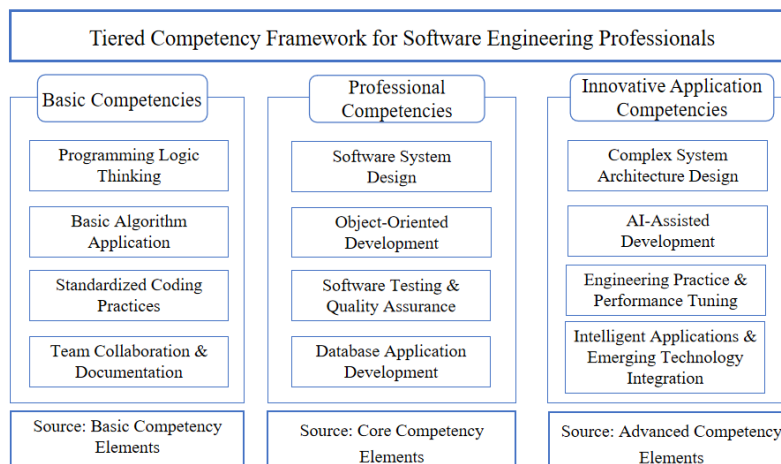 Tiered Competency Framework for Software Engineering Professionals
Basic Competencies
Programming Logic
Thinking
Basic Algorithm
Application
Standardized Coding
Practices
Team Collaboration &
Documentation
Source: Basic Competency
Elements
Professional
Competencies
Software System
Design
Object-Oriented
Development
Software Testing &
Quality Assurance
Database Application
Development
Source: Core Competency
Elements
Innovative Application
Competencies
Complex System
Architecture Design
AI-Assisted
Development
Engineering Practice &
Performance Tuning
Intelligent Applications &
Emerging Technology
Integration
Source: Advanced Competency
Elements